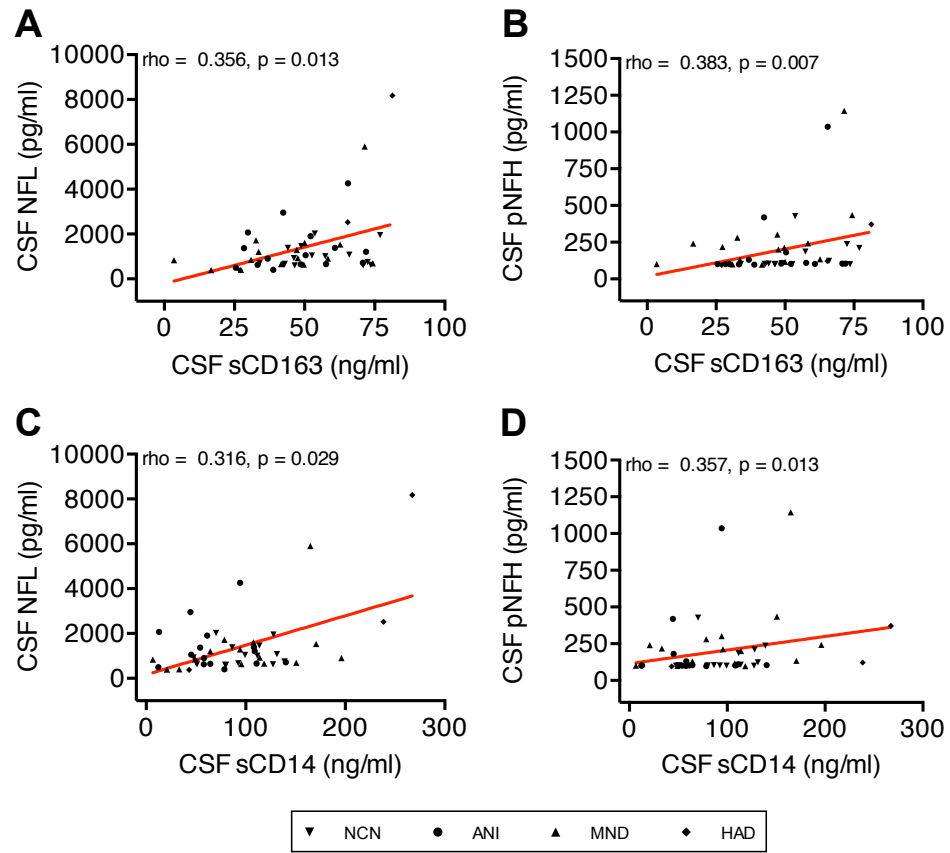 A
rho = 0.356, p = 0.013
10000
8000
6000
4000
2000
0
CSF NFL (pg/ml)
0 25 50 75 100
CSF sCD163 (ng/ml)
B
rho = 0.383, p = 0.007
1500
1250
1000
750
500
250
0
CSF pNFH (pg/ml)
0 25 50 75 100
CSF sCD163 (ng/ml)
C
rho = 0.316, p = 0.029
10000
8000
6000
4000
2000
0
CSF NFL (pg/ml)
0 100 200 300
CSF sCD14 (ng/ml)
D
rho = 0.357, p = 0.013
1500
1250
1000
750
500
250
0
CSF pNFH (pg/ml)
0 100 200 300
CSF sCD14 (ng/ml)
NCN ANI MND HAD